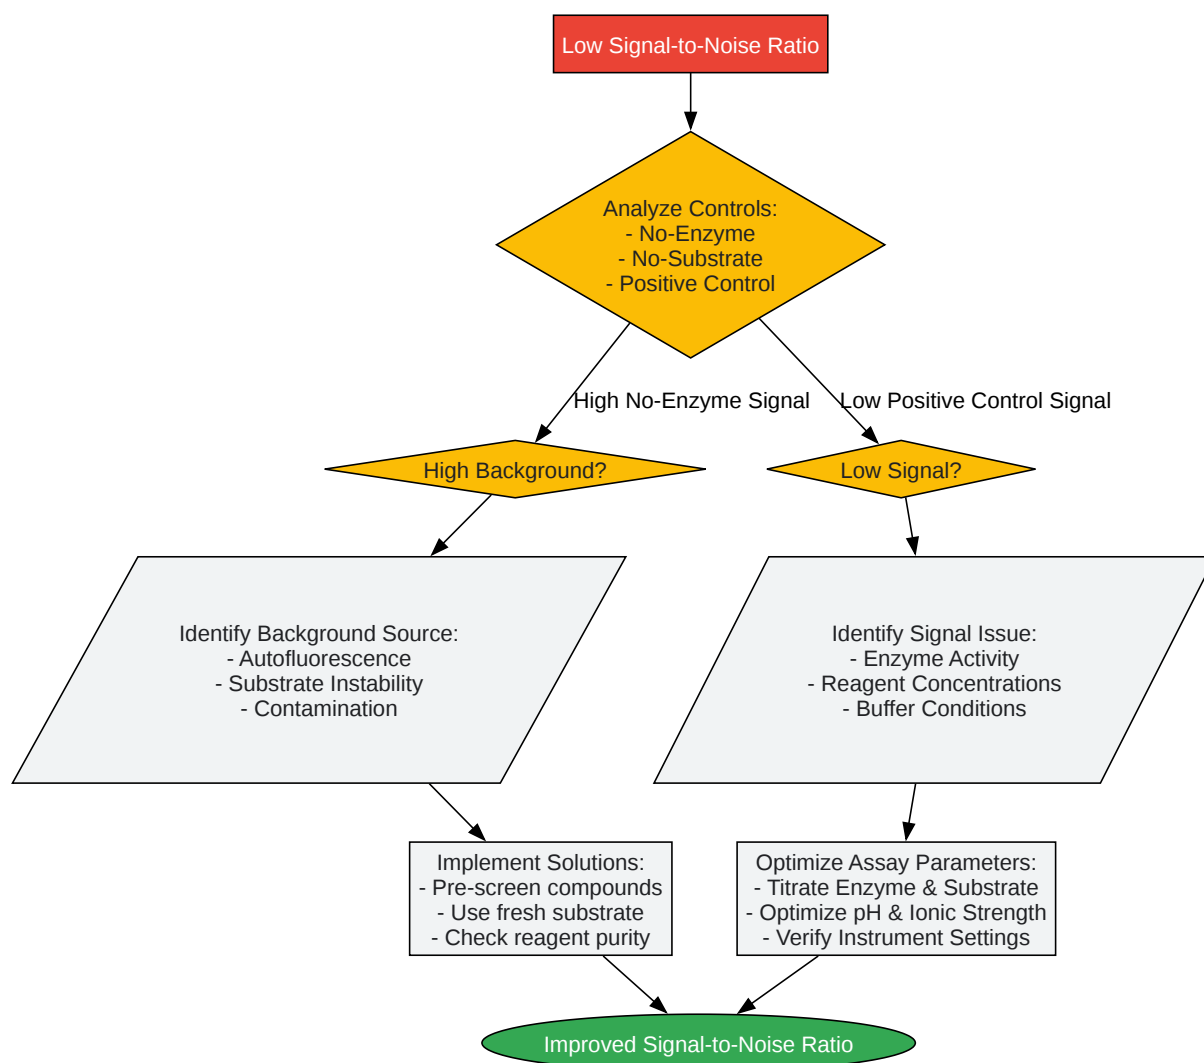 Low Signal-to-Noise Ratio
Analyze Controls:
- No-Enzyme
- No-Substrate
- Positive Control
High No-Enzyme Signal
Low Positive Control Signal
High Background?
Low Signal?
Identify Background Source:
- Autofluorescence
- Substrate Instability
- Contamination
Identify Signal Issue:
- Enzyme Activity
- Reagent Concentrations
- Buffer Conditions
Implement Solutions:
- Pre-screen compounds
- Use fresh substrate
- Check reagent purity
Optimize Assay Parameters:
- Titrate Enzyme & Substrate
- Optimize pH & Ionic Strength
- Verify Instrument Settings
Improved Signal-to-Noise Ratio